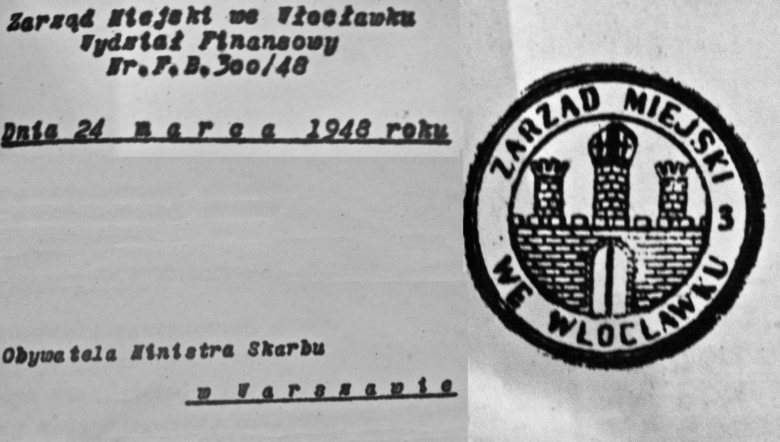 Zarząd Miejski we Włocławku
Wydział Finansowy
Nr.F.B.300/48
Dnia 24 marca 1948 roku
Obywatela Ministra Skarbu
w Warszawie
ZARZĄD MIEJSKI
3
WE WŁOCŁAWKU